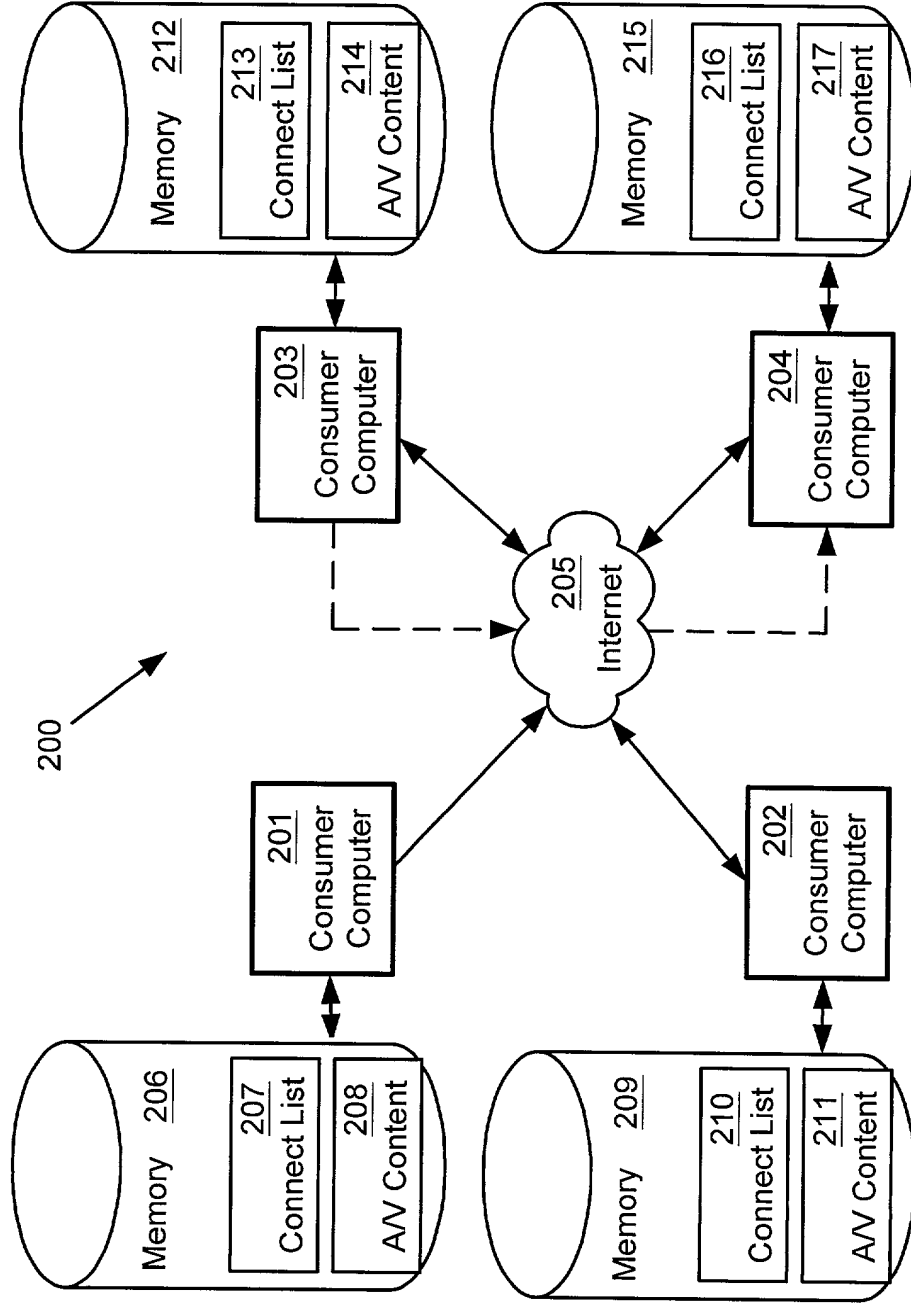 200
Memory 206
207
Connect List
208
A/V Content
201
Consumer
Computer
203
Consumer
Computer
Memory 212
213
Connect List
214
A/V Content
205
Internet
Memory 209
210
Connect List
211
A/V Content
202
Consumer
Computer
204
Consumer
Computer
Memory 215
216
Connect List
217
A/V Content